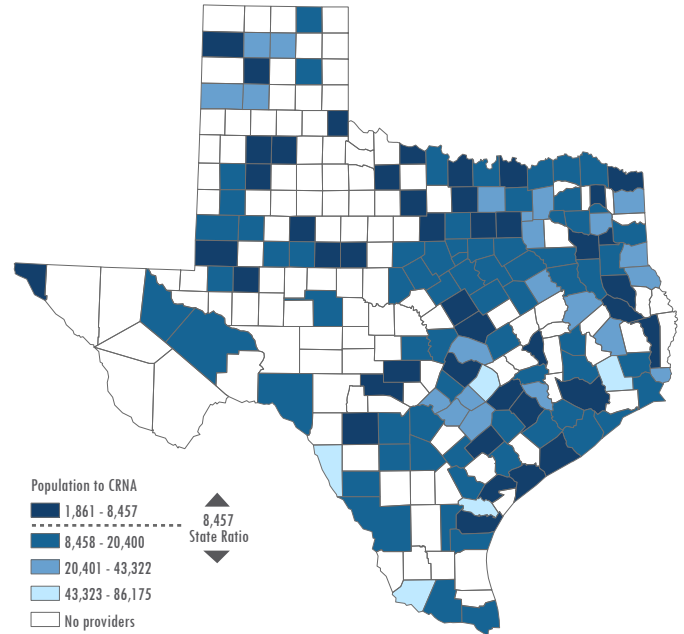 Population to CRNA
1,861 - 8,457
8,458 - 20,400
20,401 - 43,322
43,323 - 86,175
No providers
8,457
State Ratio